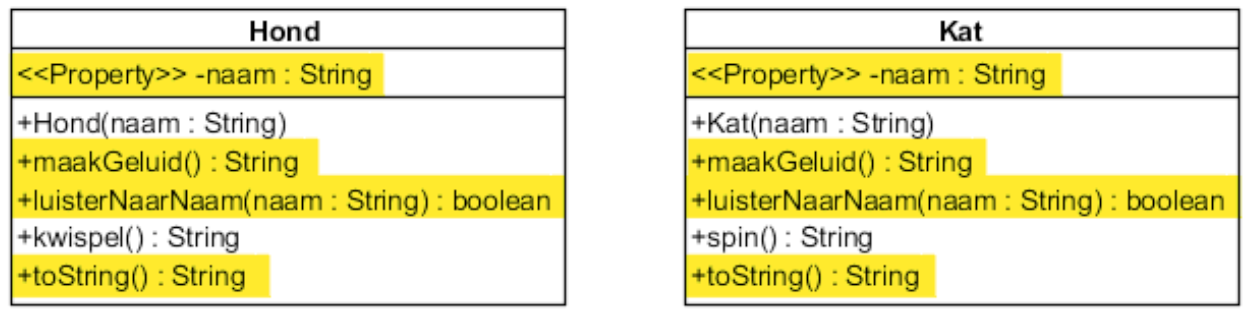 Hond
<<Property>> -naam : String
+Hond(naam : String)
+maakGeluid() : String
+luisterNaarNaam(naam : String) : boolean
+kwispel() : String
+toString() : String
Kat
<<Property>> -naam : String
+Kat(naam : String)
+maakGeluid() : String
+luisterNaarNaam(naam : String) : boolean
+spin() : String
+toString() : String